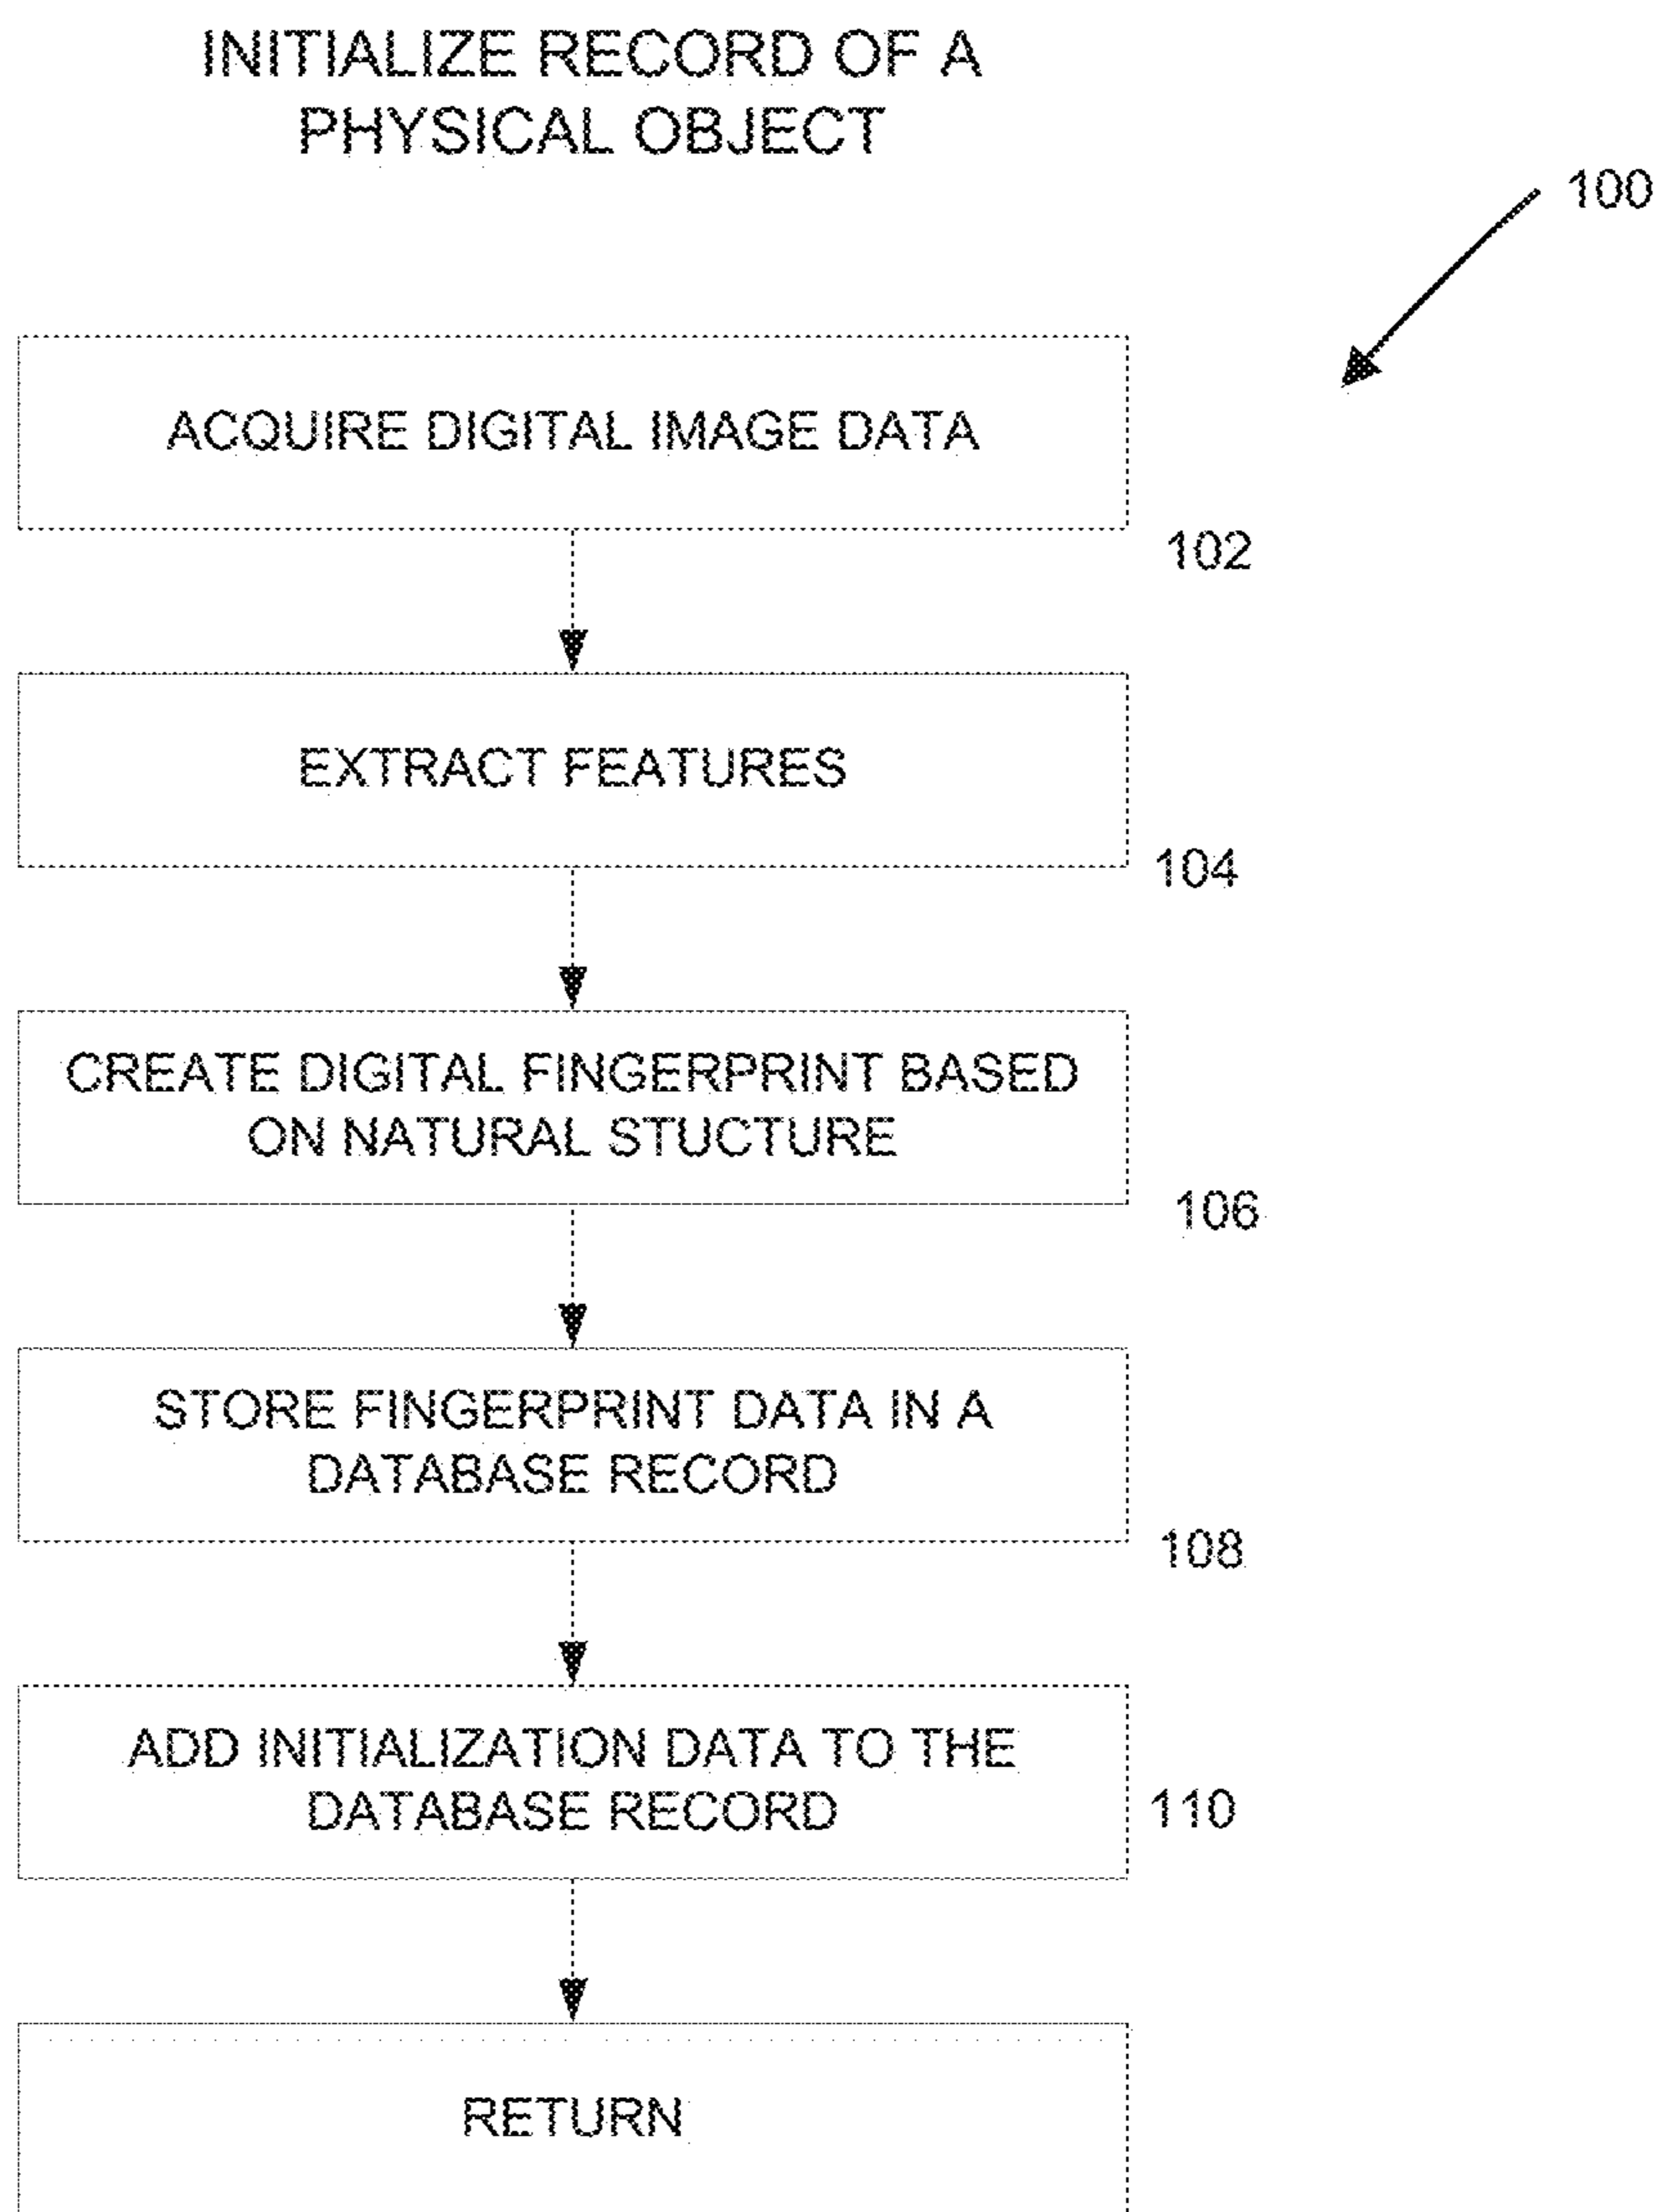 INITIALIZE RECORD OF A
PHYSICAL OBJECT
100
ACQUIRE DIGITAL IMAGE DATA
102
EXTRACT FEATURES
104
CREATE DIGITAL FINGERPRINT BASED
ON NATURAL STUCTURE
106
STORE FINGERPRINT DATA IN A
DATABASE RECORD
108
ADD INITIALIZATION DATA TO THE
DATABASE RECORD
110
RETURN